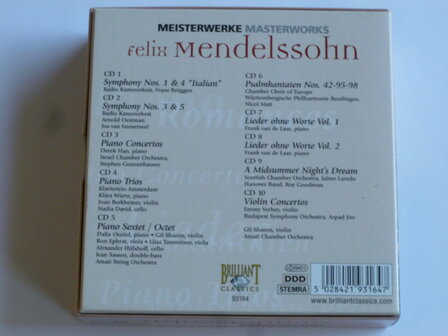 MEISTERWERKE MASTERWORKS
Felix Mendelssohn
CD 1
Symphony Nos. 1 & 4 "Italian"
Radio Kamerorkest, Frans Brüggen
CD 2
Symphony Nos. 3 & 5
Radio Kamerorkest
Arnold Oestman
Jos van Immerseel
CD 3
Piano Concertos
Derek Han, piano
Israel Chamber Orchestra,
Stephen Gunzenhauser
CD 4
Piano Trios
Klaviertrio Amsterdam
Klára Würtz, piano
Joan Berkhemer, violin
Nadia David, cello
CD 5
Piano Sextet / Octet
Dalia Ouziel, piano • Gil Sharon, violin
Ron Ephrat, viola • Liisa Tamminen, viola
Alexander Hülshoff, cello
Jean Sassen, double-bass
Amati String Orchestra
CD 6
Psalmkantaten Nos. 42-95-98
Chamber Choir of Europe
Württembergische Philharmonie Reutlingen,
Nicol Matt
CD 7
Lieder ohne Worte Vol. 1
Frank van de Laar, piano
CD 8
Lieder ohne Worte Vol. 2
Frank van de Laar, piano
CD 9
A Midsummer Night's Dream
Scottish Chamber Orchestra, Jaime Laredo
Hanover Band, Roy Goodman
CD 10
Violin Concertos
Emmy Verhey, violin
Budapest Symphony Orchestra, Arpad Jóo
Gil Sharon, violin
Amati Chamber Orchestra
BRILLIANT
CLASSICS
93164
DDD
STEMRA
5 028421 931647
www.brilliantclassics.com